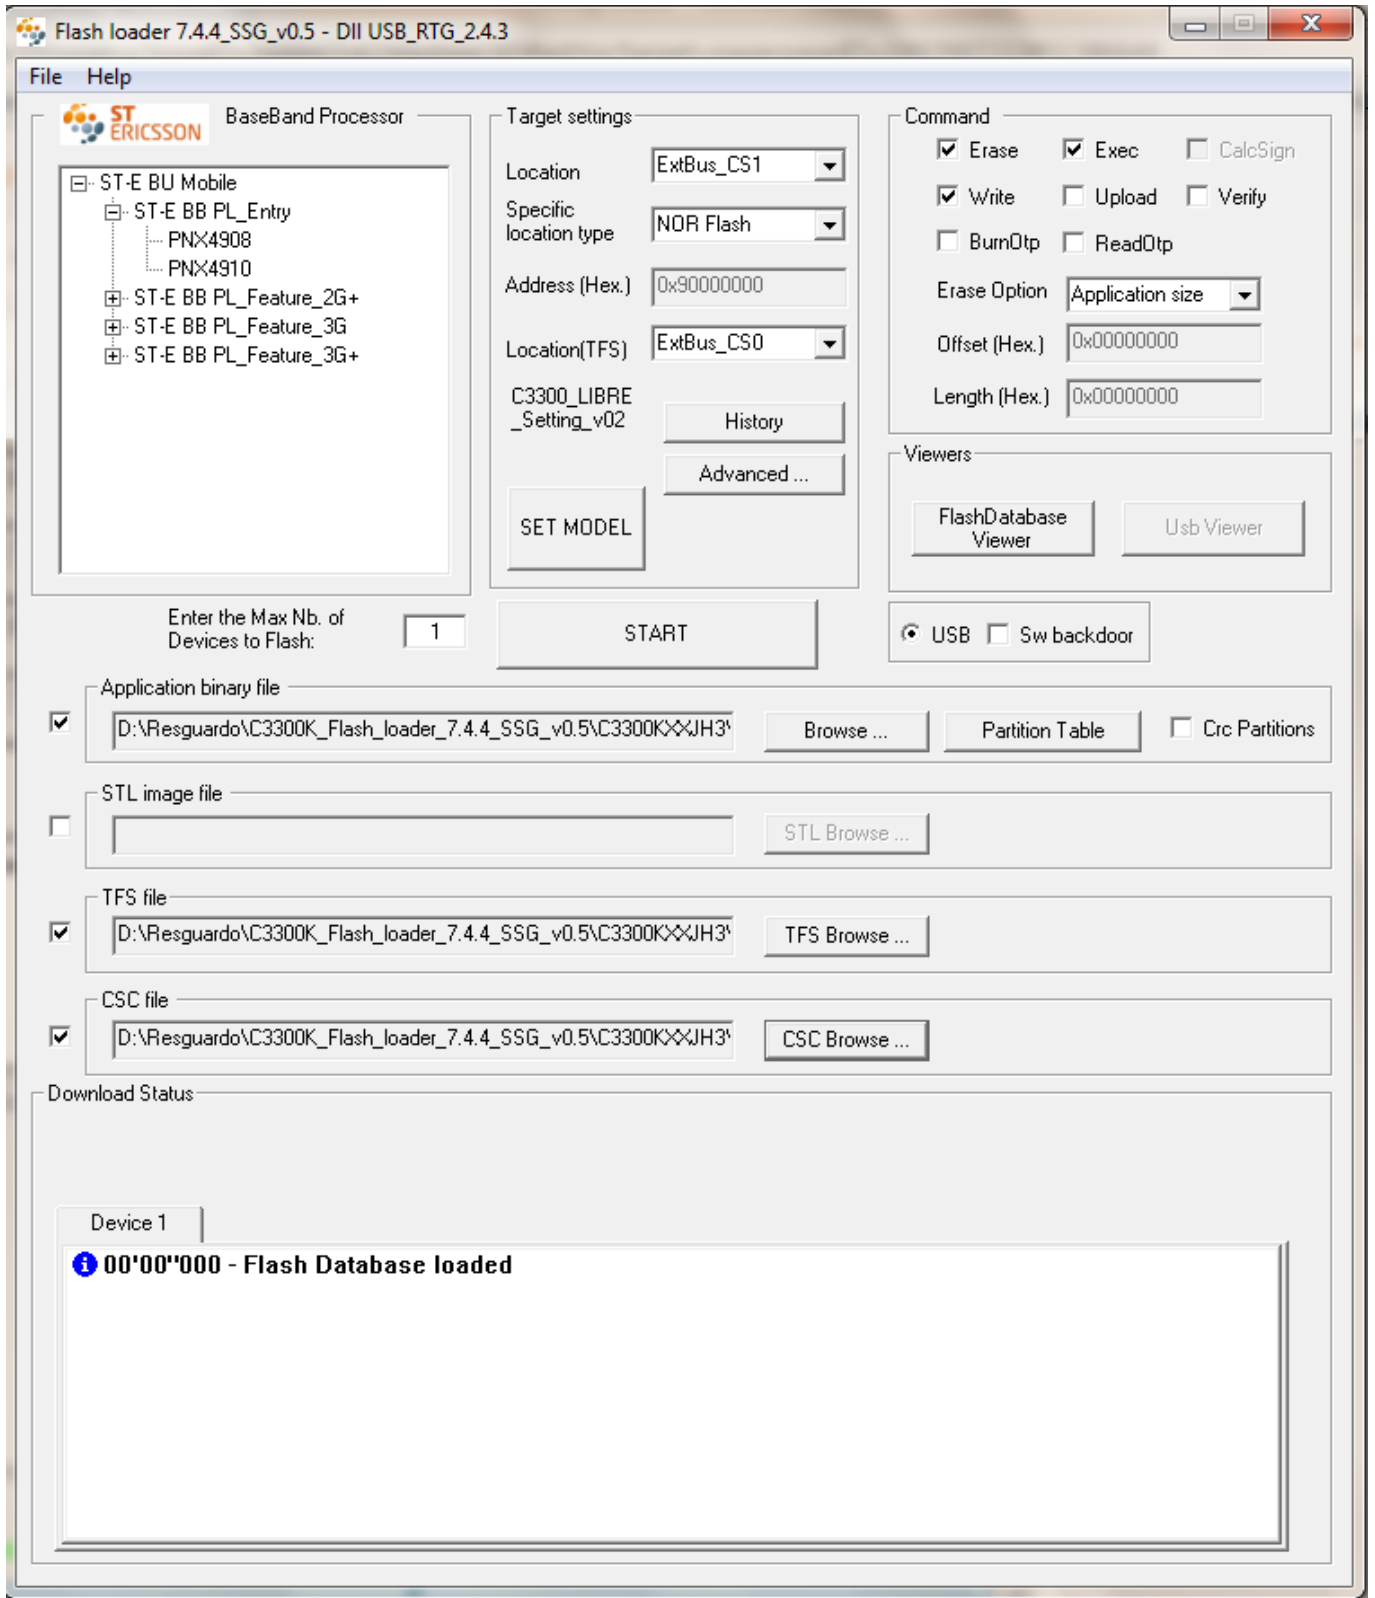 Flash loader 7.4.4_SSG_v0.5 - Dll USB_RTG_2.4.3
File Help
ST ERICSSON
BaseBand Processor
ST-E BU Mobile
ST-E BB PL_Entry
PNX4908
PNX4910
ST-E BB PL_Feature_2G+
ST-E BB PL_Feature_3G
ST-E BB PL_Feature_3G+
Target settings
Location
ExtBus_CS1
Specific
location type
NOR Flash
Address (Hex.)
0x90000000
Location(TFS)
ExtBus_CS0
C3300_LIBRE
_Setting_v02
History
Advanced ...
SET MODEL
Command
Erase Exec CalcSign
Write Upload Verify
BurnOtp ReadOtp
Erase Option Application size
Offset (Hex.) 0x00000000
Length (Hex.) 0x00000000
Viewers
FlashDatabase
Viewer
Usb Viewer
Enter the Max Nb. of
Devices to Flash:
1
START
USB Sw backdoor
Application binary file
D:\Resguardo\C3300K_Flash_loader_7.4.4_SSG_v0.5\C3300KXXJH3\
Browse ...
Partition Table
Crc Partitions
STL image file
STL Browse ...
TFS file
D:\Resguardo\C3300K_Flash_loader_7.4.4_SSG_v0.5\C3300KXXJH3\
TFS Browse ...
CSC file
D:\Resguardo\C3300K_Flash_loader_7.4.4_SSG_v0.5\C3300KXXJH3\
CSC Browse ...
Download Status
Device 1
00'00''000 - Flash Database loaded